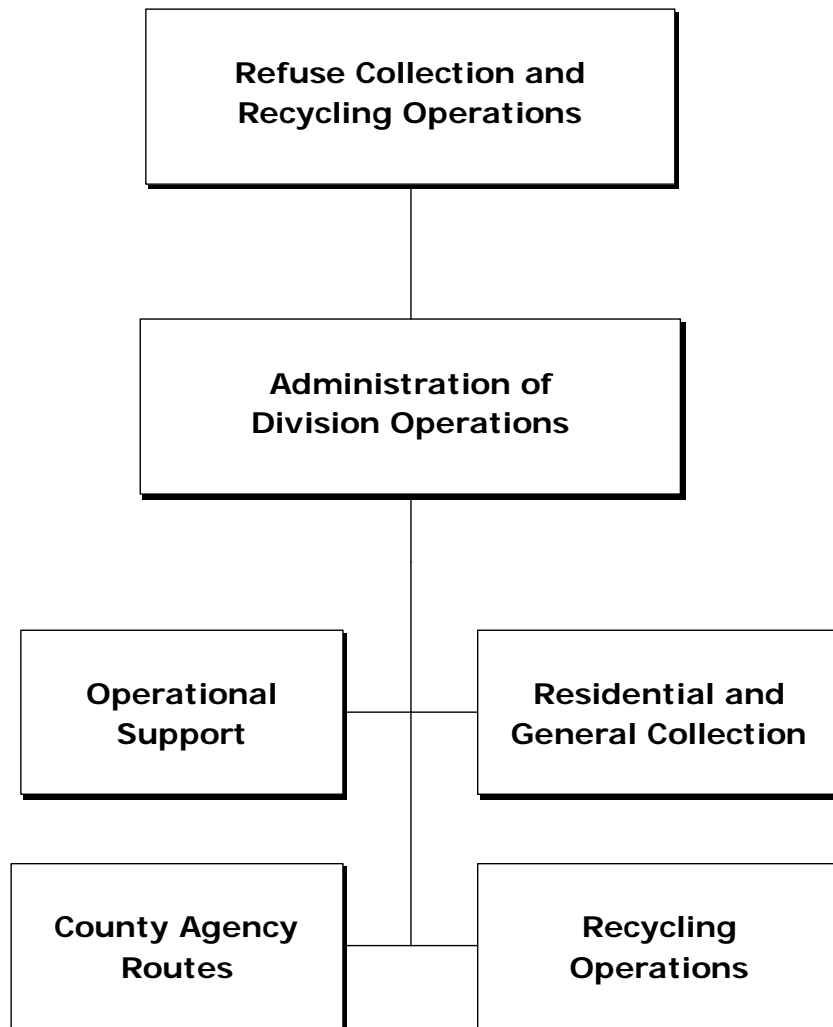 Refuse Collection and
Recycling Operations
Administration of
Division Operations
Operational
Support
Residential and
General Collection
County Agency
Routes
Recycling
Operations